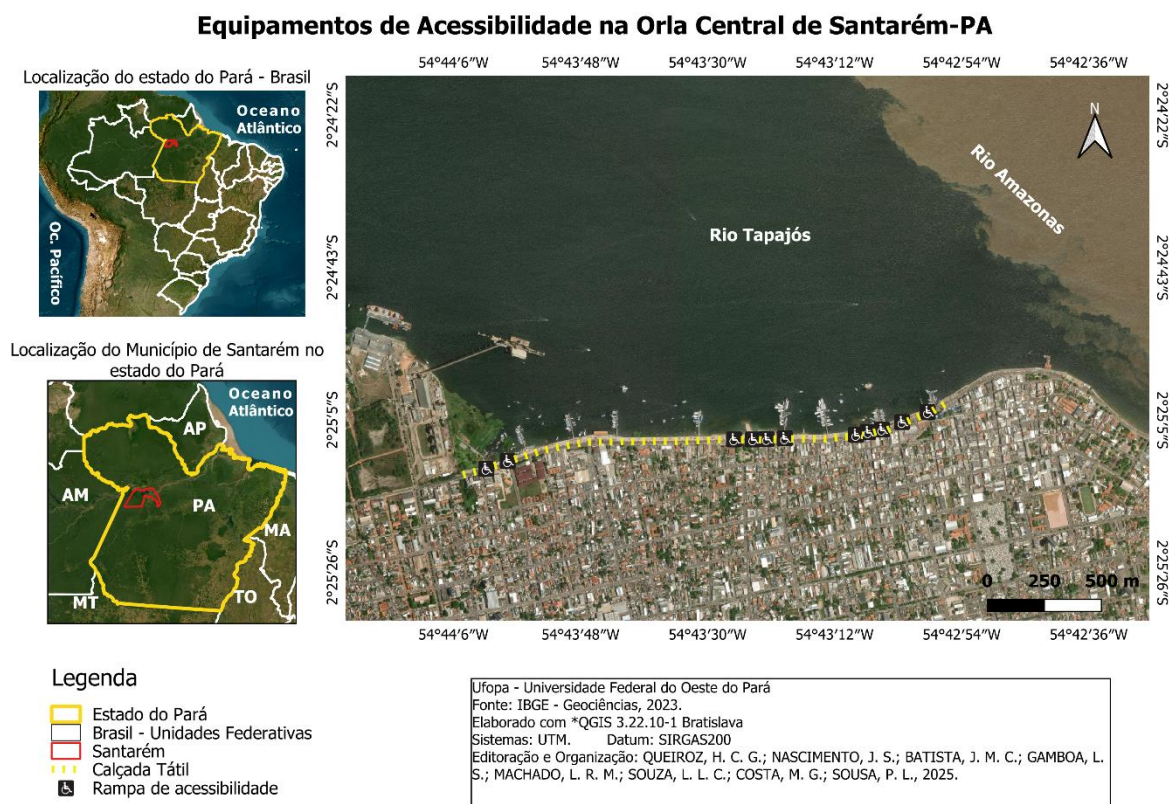 Equipamentos de Acessibilidade na Orla Central de Santarém-PA
Localização do estado do Pará - Brasil
Oceano
Atlântico
Oc. Pacífico
Localização do Município de Santarém no
estado do Pará
Oceano
Atlântico
AP
AM
PA
MA
MT
TO
54°44'6"W 54°43'48"W 54°43'30"W 54°43'12"W 54°42'54"W 54°42'36"W
2°24'22"S 2°24'22"S
N
Rio Amazonas
Rio Tapajós
2°24'43"S 2°24'43"S
2°25'5"S 2°25'5"S
2°25'26"S 2°25'26"S
0 250 500 m
54°44'6"W 54°43'48"W 54°43'30"W 54°43'12"W 54°42'54"W 54°42'36"W
Legenda
Estado do Pará
Brasil - Unidades Federativas
Santarém
Calçada Tátil
Rampa de acessibilidade
Ufopa - Universidade Federal do Oeste do Pará
Fonte: IBGE - Geociências, 2023.
Elaborado com *QGIS 3.22.10-1 Bratislava
Sistemas: UTM. Datum: SIRGAS200
Editoração e Organização: QUEIROZ, H. C. G.; NASCIMENTO, J. S.; BATISTA, J. M. C.; GAMBOA, L.
S.; MACHADO, L. R. M.; SOUZA, L. L. C.; COSTA, M. G.; SOUSA, P. L., 2025.